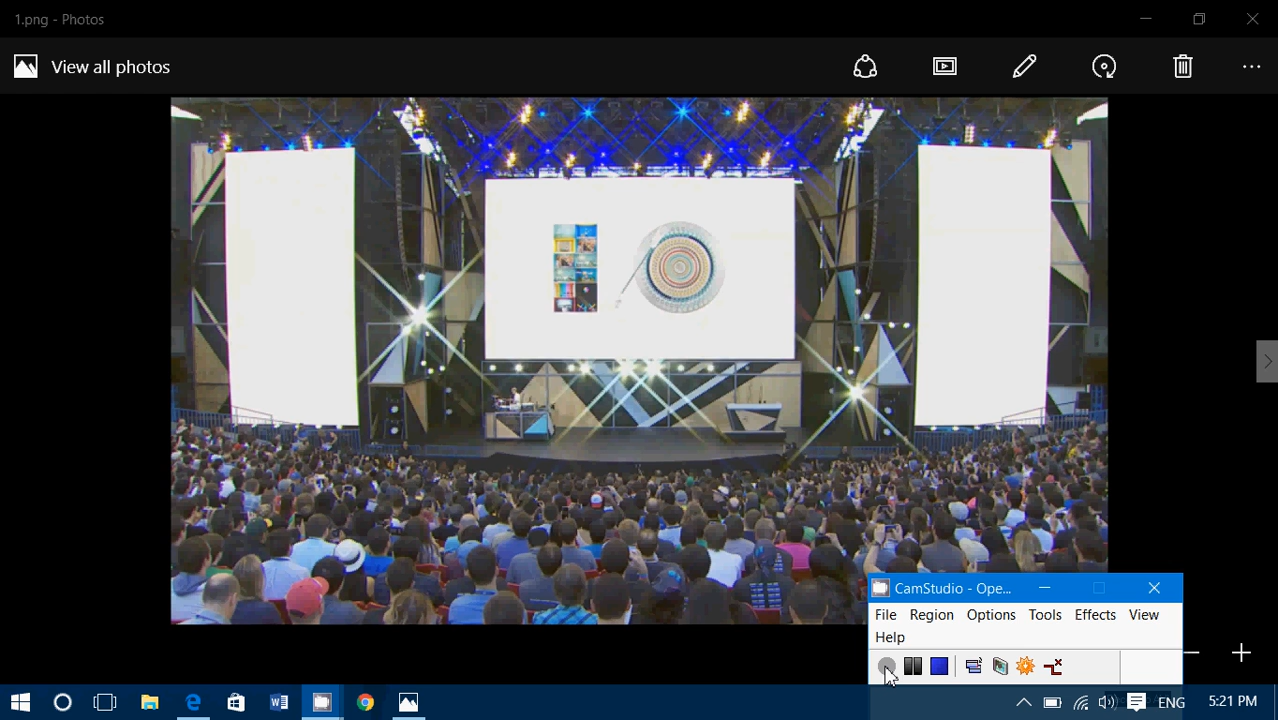 1.png - Photos
View all photos
CamStudio - Ope...
File Region Options Tools Effects View
Help
ENG
5:21 PM